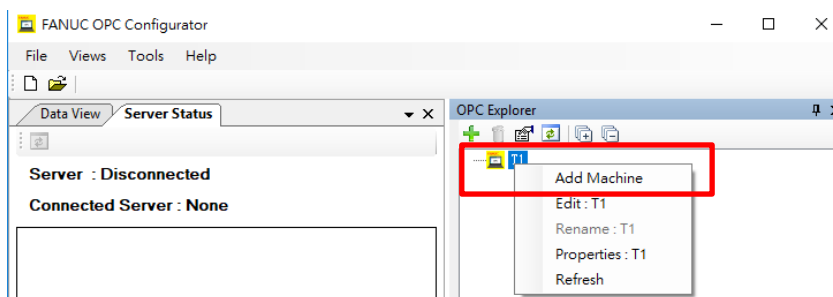 FANUC OPC Configurator
File Views Tools Help
Data View Server Status
Server : Disconnected
Connected Server : None
OPC Explorer
T1
Add Machine
Edit : T1
Rename : T1
Properties : T1
Refresh